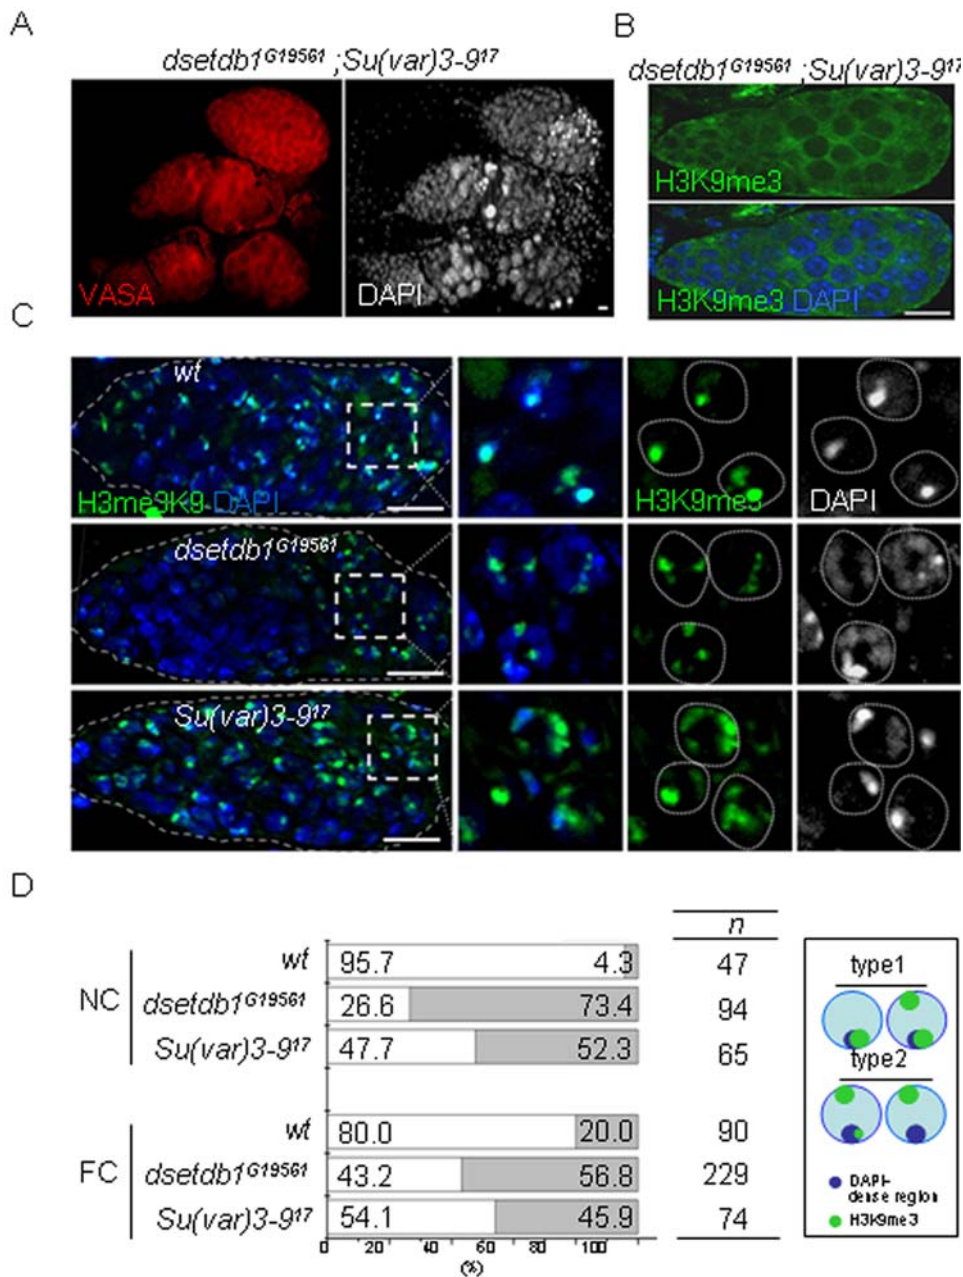 A
B
dsetdb1G19561 ;Su(var)3-917
dsetdb1G19561 ;Su(var)3-917
VASA
DAPI
H3K9me3
H3K9me3 DAPI
C
wt
H3me3K9 DAPI
H3K9me3
DAPI
dsetdb1G19561
Su(var)3-917
D
n
NC
wt 95.7 4.3 47
dsetdb1G19561 26.6 73.4 94
Su(var)3-917 47.7 52.3 65
FC
wt 80.0 20.0 90
dsetdb1G19561 43.2 56.8 229
Su(var)3-917 54.1 45.9 74
0 20 40 60 80 100
(%)
type1
type2
DAPI-
dense region
H3K9me3